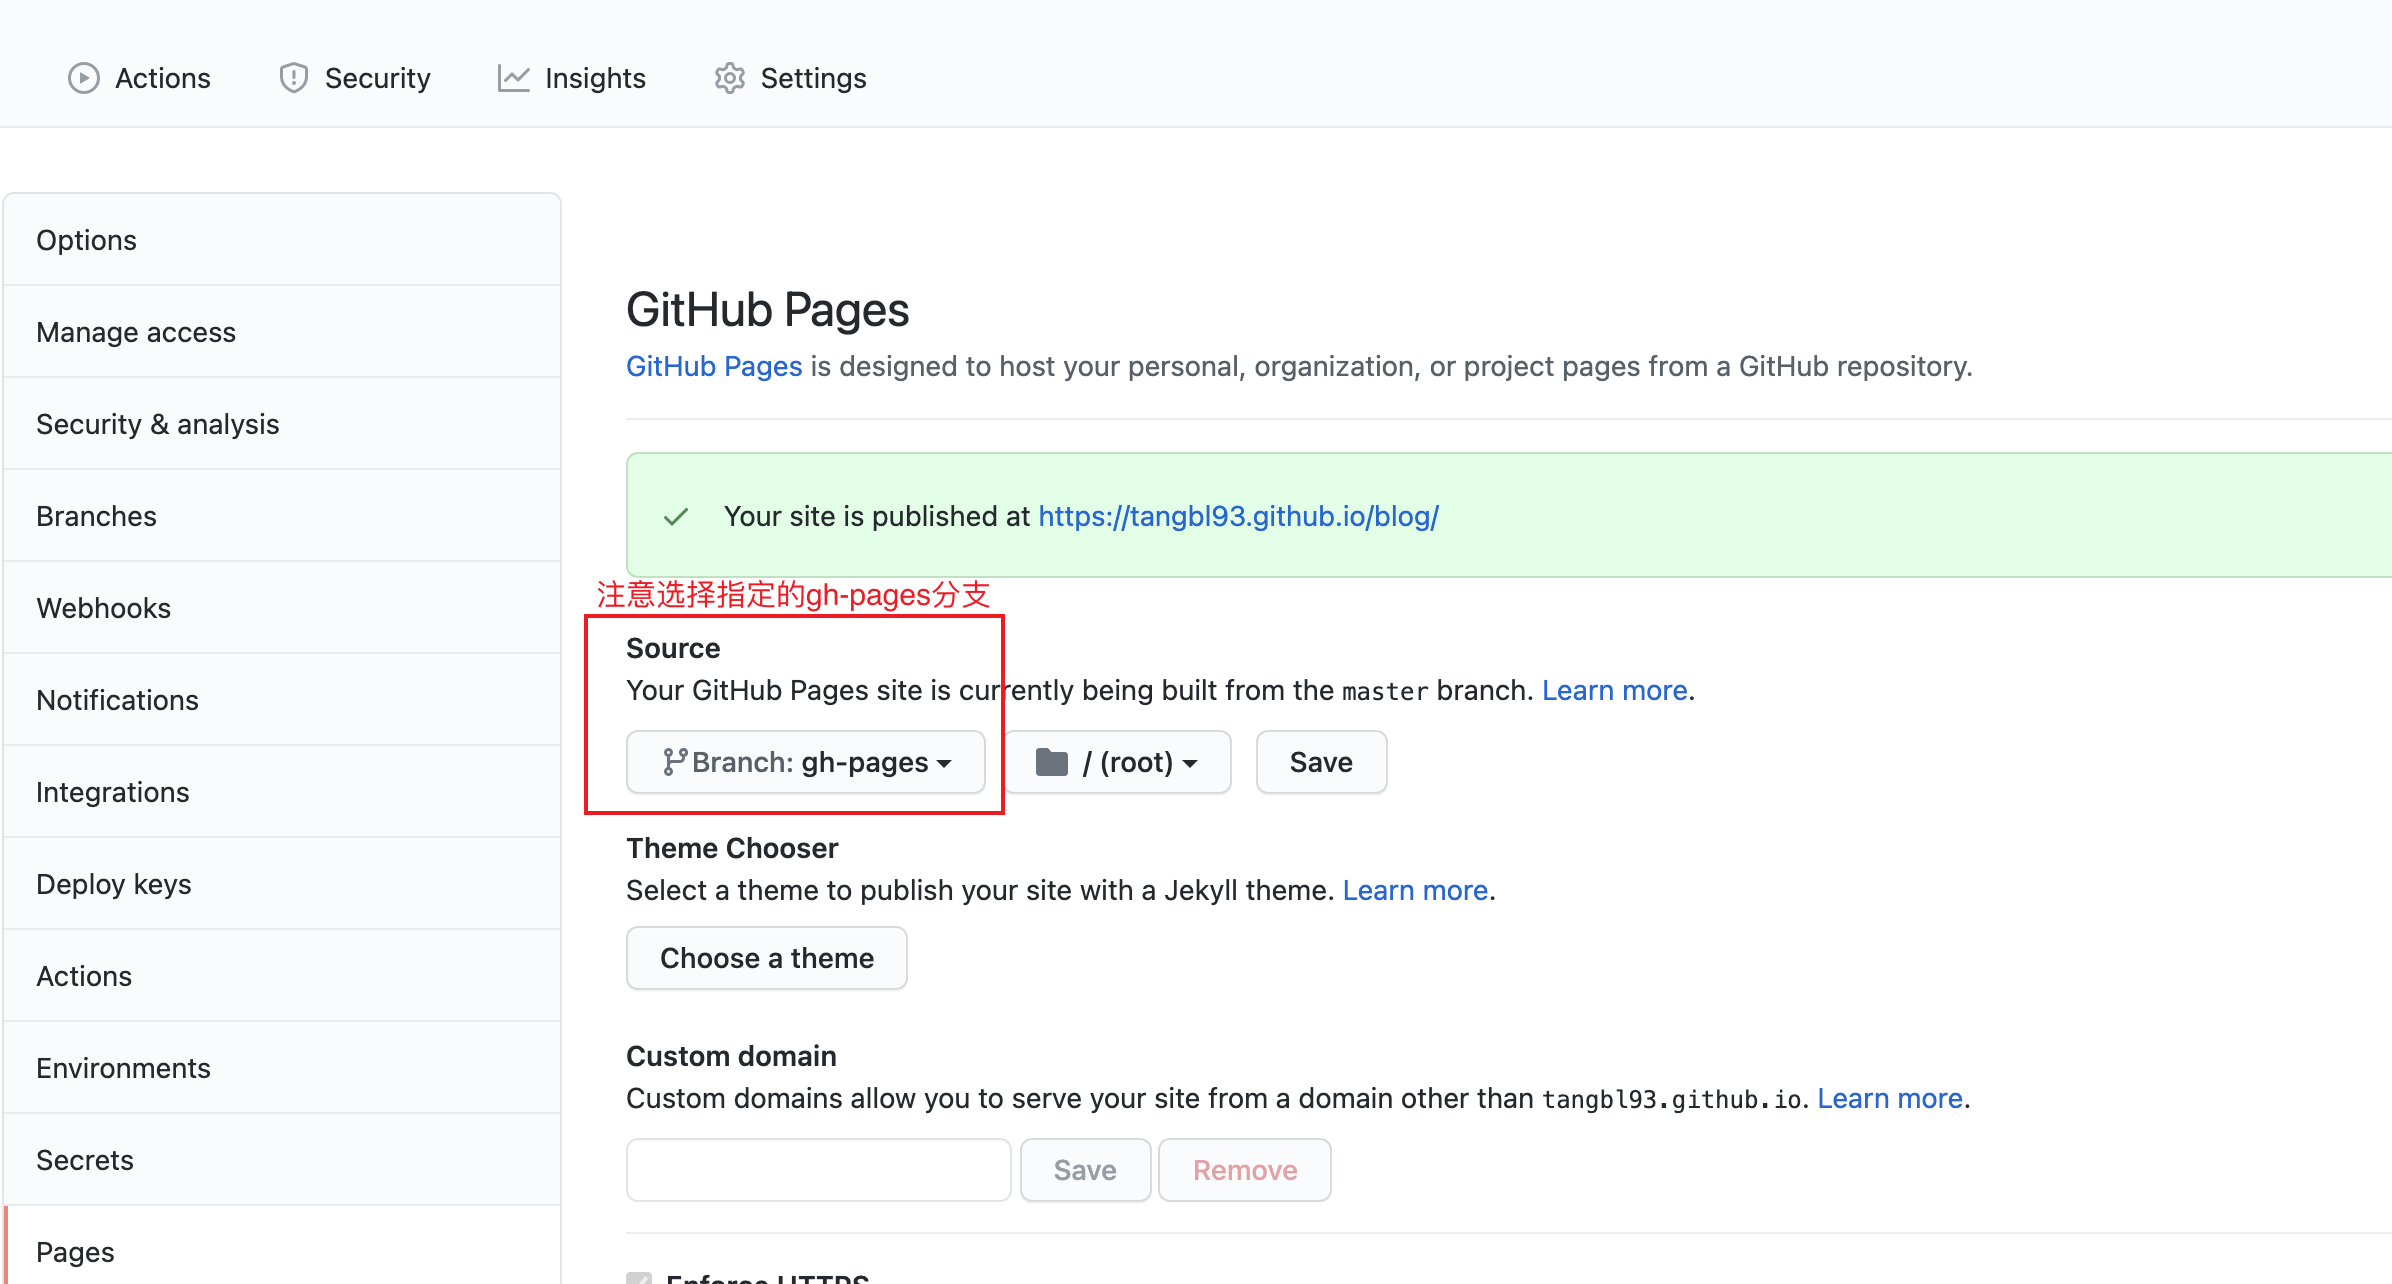 Actions Security Insights Settings
Options
Manage access
Security & analysis
Branches
Webhooks
Notifications
Integrations
Deploy keys
Actions
Environments
Secrets
Pages
GitHub Pages
GitHub Pages is designed to host your personal, organization, or project pages from a GitHub repository.
Your site is published at https://tangbl93.github.io/blog/
注意选择指定的gh-pages分支
Source
Your GitHub Pages site is currently being built from the master branch. Learn more.
Branch: gh-pages / (root) Save
Theme Chooser
Select a theme to publish your site with a Jekyll theme. Learn more.
Choose a theme
Custom domain
Custom domains allow you to serve your site from a domain other than tangbl93.github.io. Learn more.
Save Remove
Enforce HTTPS